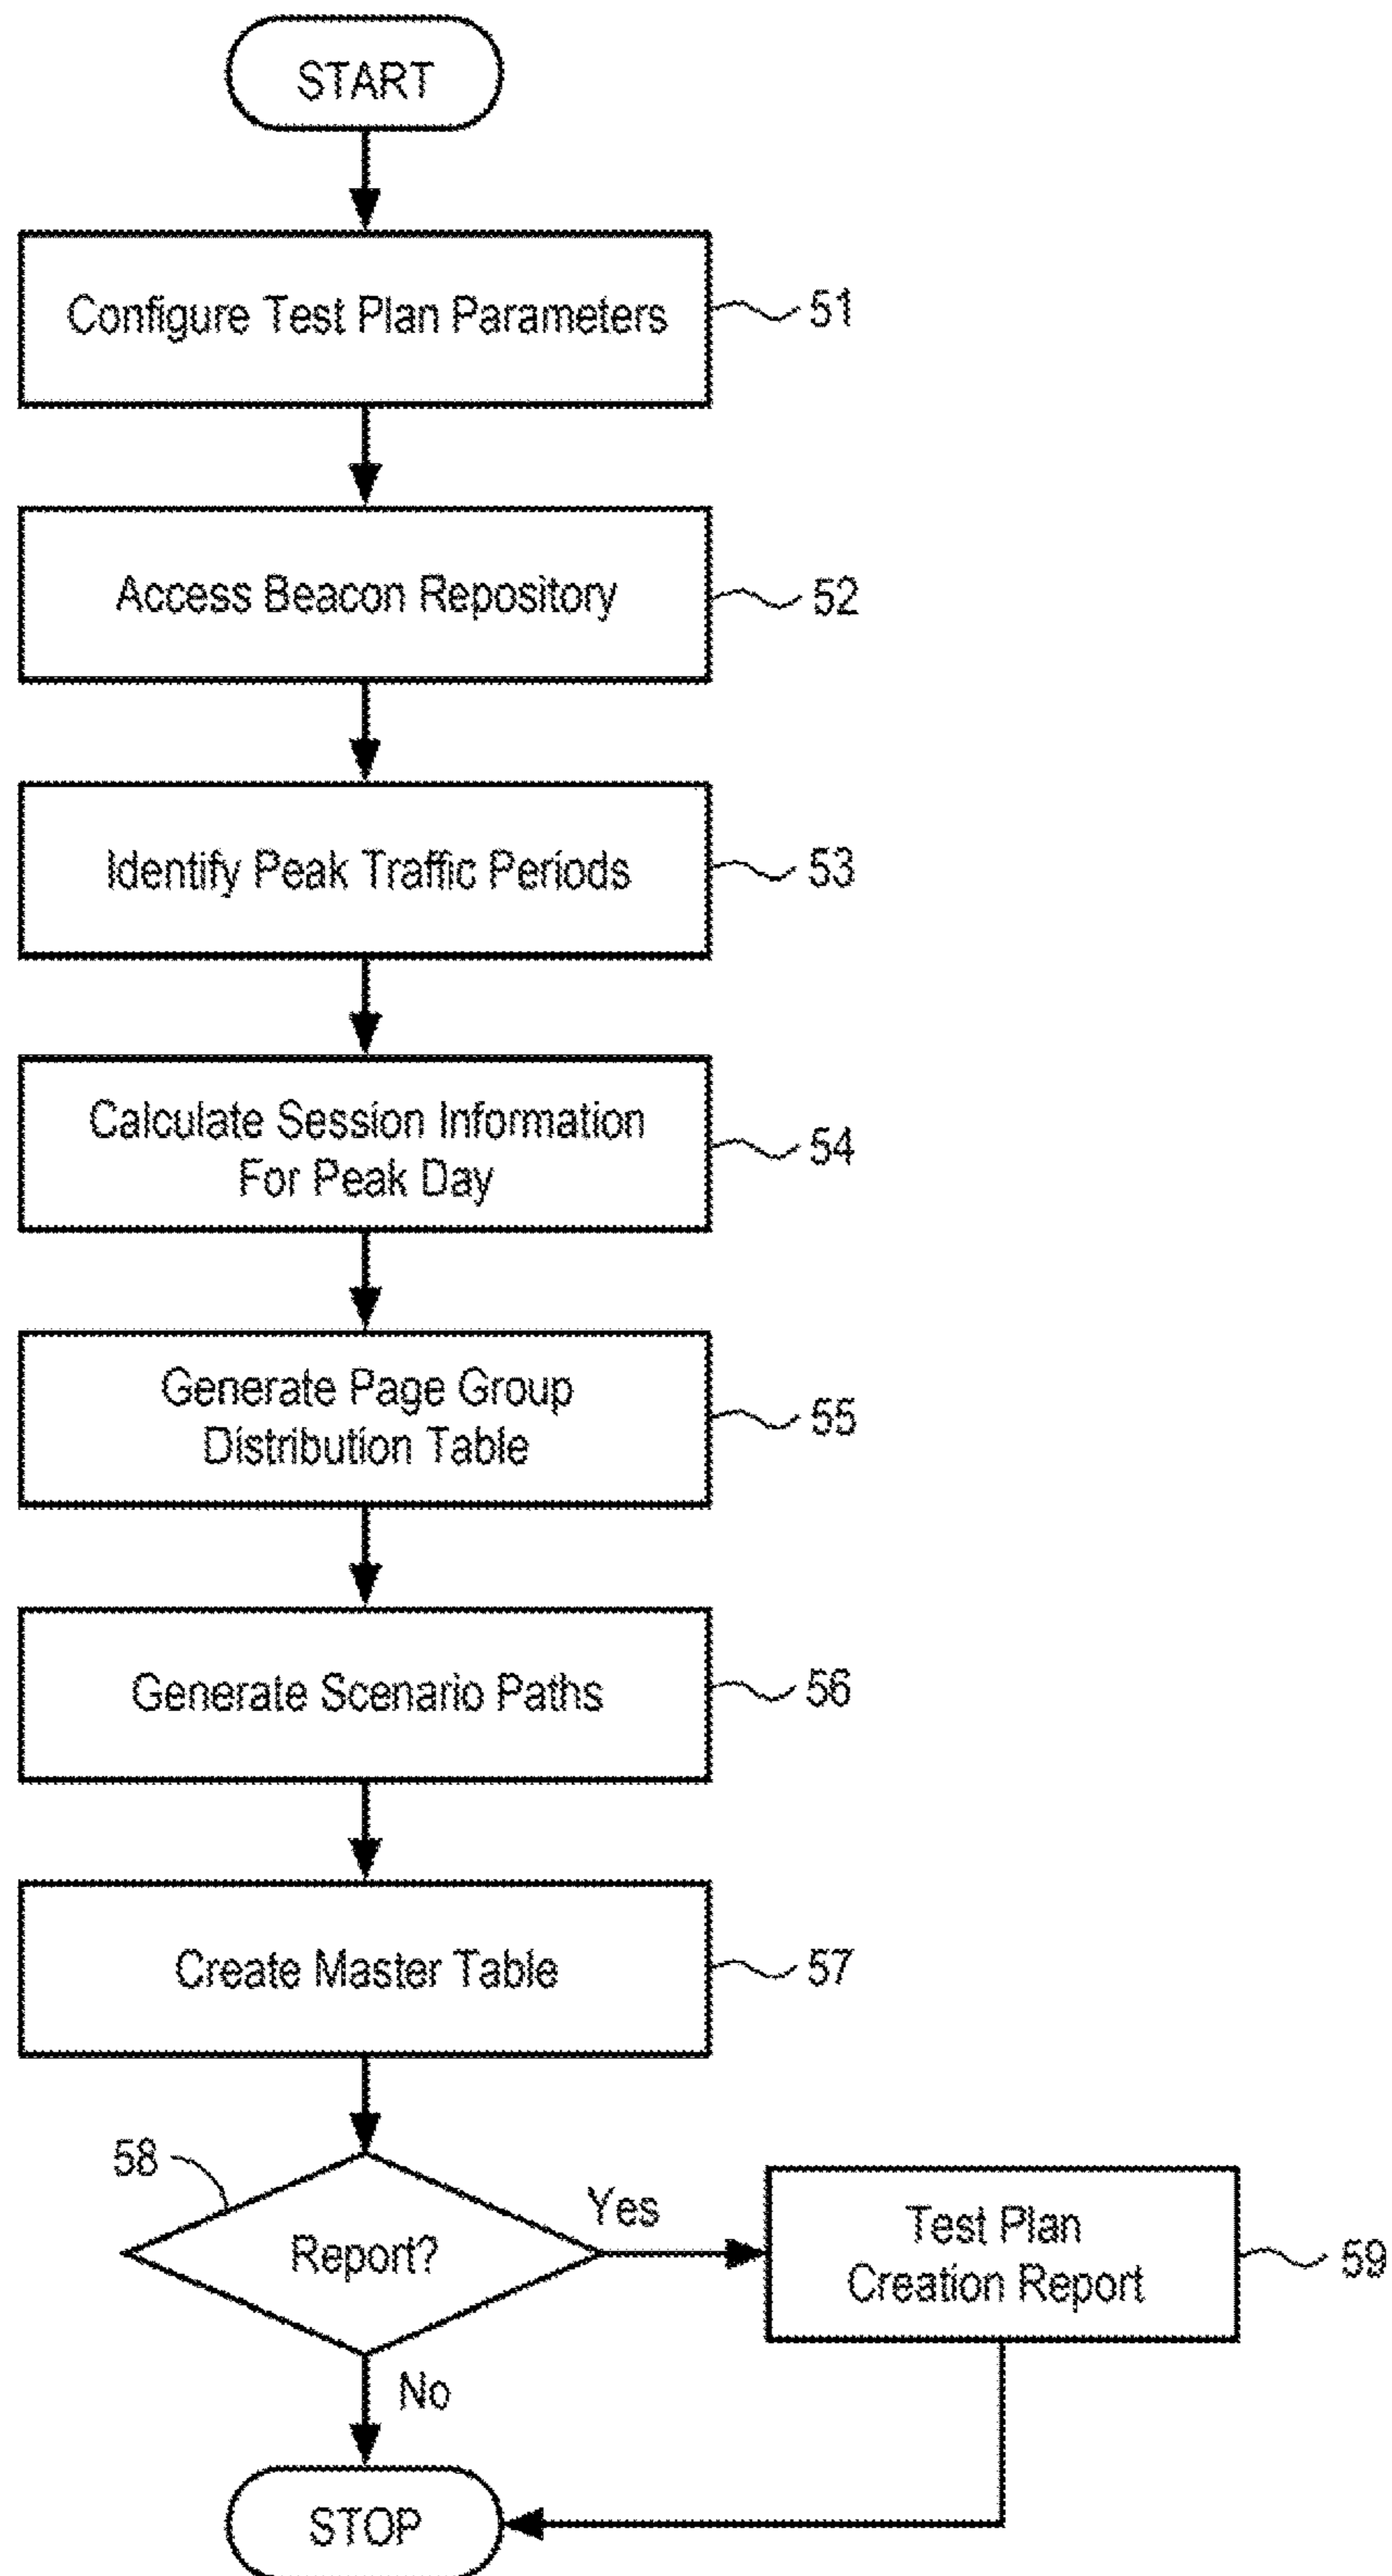 START
Configure Test Plan Parameters
51
Access Beacon Repository
52
Identify Peak Traffic Periods
53
Calculate Session Information
For Peak Day
54
Generate Page Group
Distribution Table
55
Generate Scenario Paths
56
Create Master Table
57
58
Report?
Yes
Test Plan
Creation Report
59
No
STOP